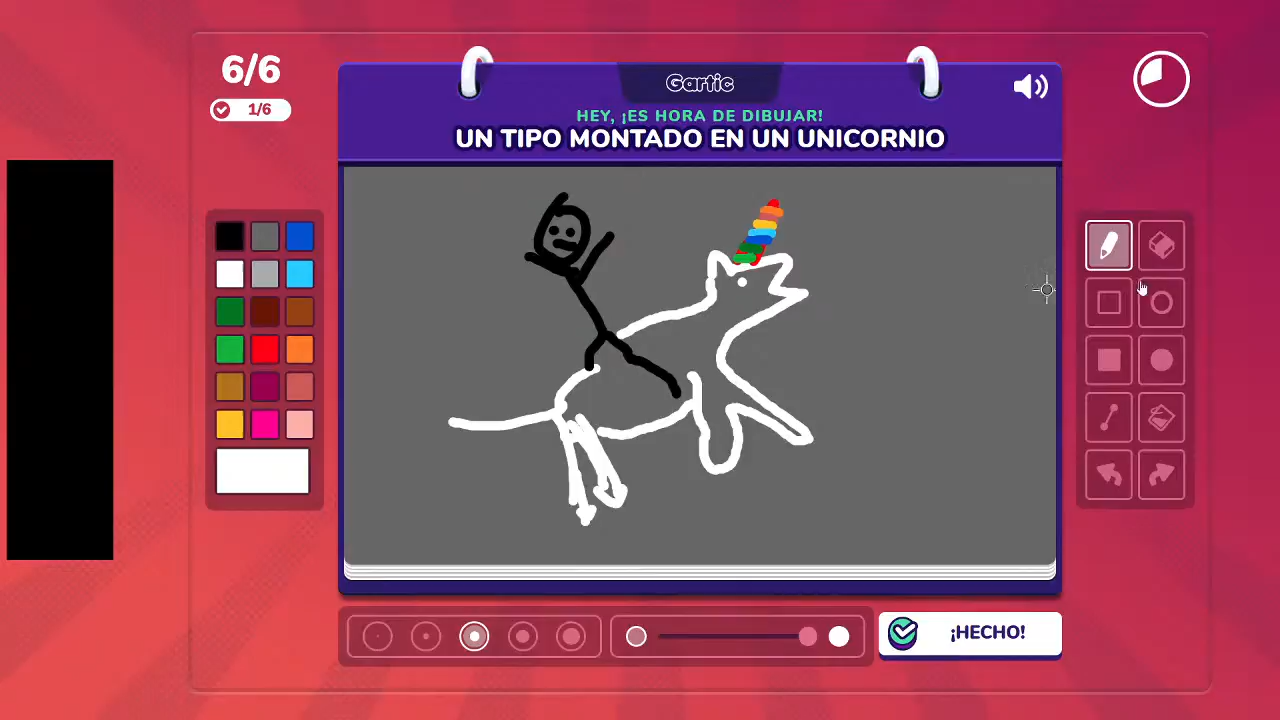 6/6
1/6
Gartic
HEY, ¡ES HORA DE DIBUJAR!
UN TIPO MONTADO EN UN UNICORNIO
¡HECHO!